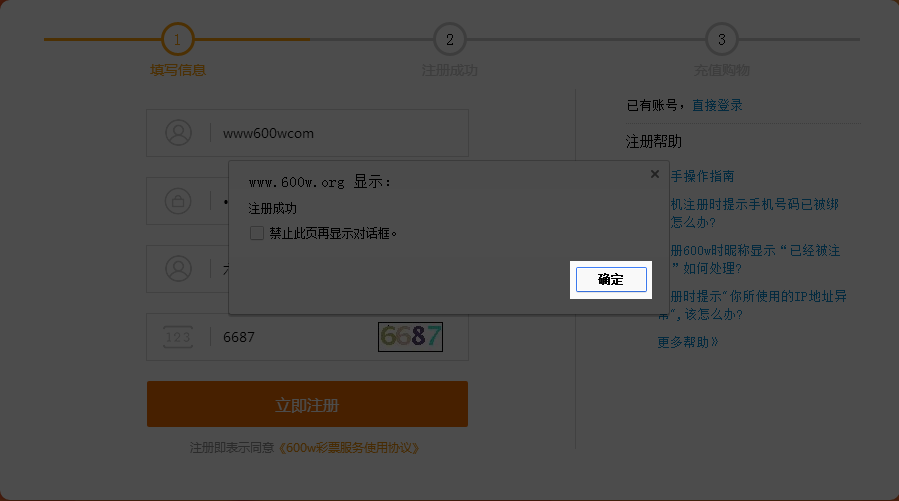 1
2
3
填写信息
注册成功
充值购物
www600wcom
6687
6687
立即注册
注册即表示同意《600w彩票服务使用协议》
www.600w.org 显示：
注册成功
禁止此页再显示对话框。
确定
已有账号，直接登录
注册帮助
手操作指南
机注册时提示手机号码已被绑
怎么办?
册600w时昵称显示“已经被注
”如何处理?
册时提示"你所使用的IP地址异
常",该怎么办?
更多帮助》